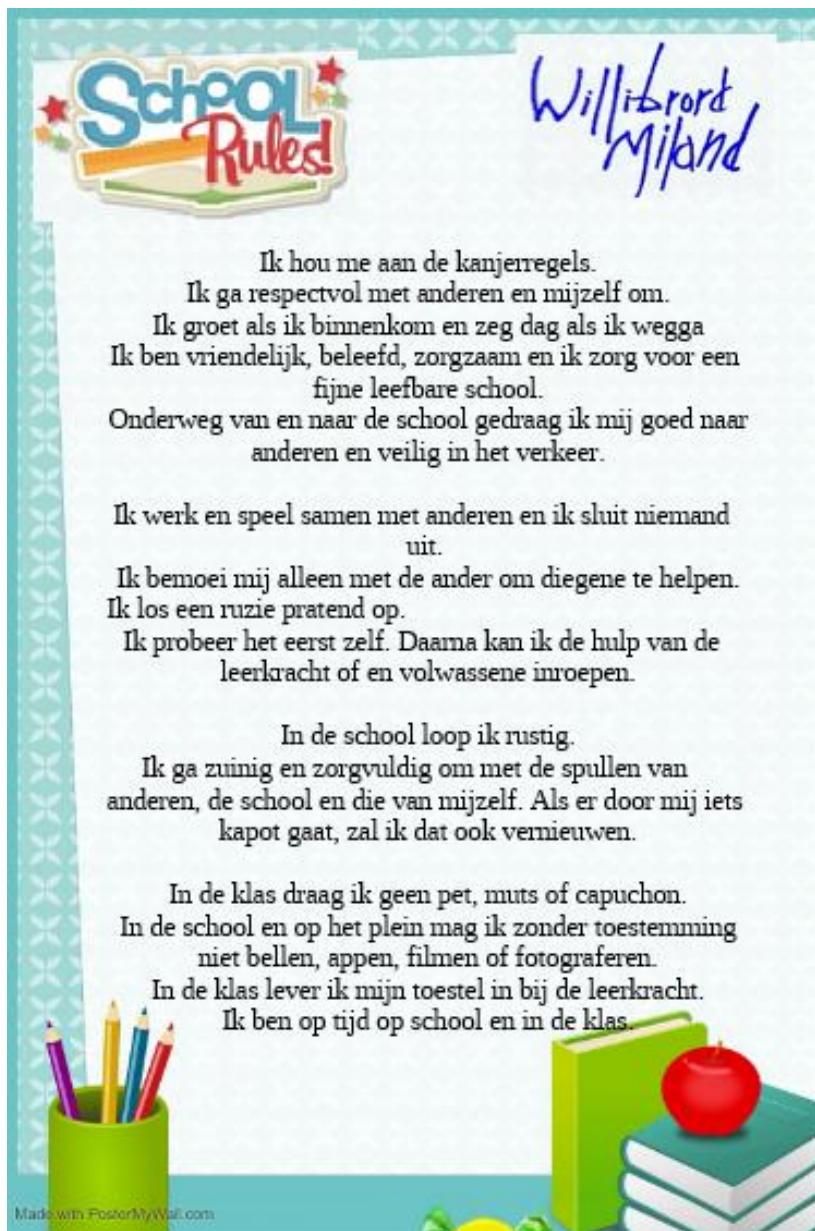 School
Rules!
Willibrord
Miland
Ik hou me aan de kanjerregels.
Ik ga respectvol met anderen en mijzelf om.
Ik groet als ik binnenkom en zeg dag als ik wegga
Ik ben vriendelijk, beleefd, zorgzaam en ik zorg voor een
fijne leefbare school.
Onderweg van en naar de school gedraag ik mij goed naar
anderen en veilig in het verkeer.
Ik werk en speel samen met anderen en ik sluit niemand
uit.
Ik bemoei mij alleen met de ander om diegene te helpen.
Ik los een ruzie pratend op.
Ik probeer het eerst zelf. Daarna kan ik de hulp van de
leerkracht of en volwassene inroepen.
In de school loop ik rustig.
Ik ga zuinig en zorgvuldig om met de spullen van
anderen, de school en die van mijzelf. Als er door mij iets
kapot gaat, zal ik dat ook vernieuwen.
In de klas draag ik geen pet, muts of capuchon.
In de school en op het plein mag ik zonder toestemming
niet bellen, appen, filmen of fotograferen.
In de klas lever ik mijn toestel in bij de leerkracht.
Ik ben op tijd op school en in de klas.
Made with PosterMyWall.com